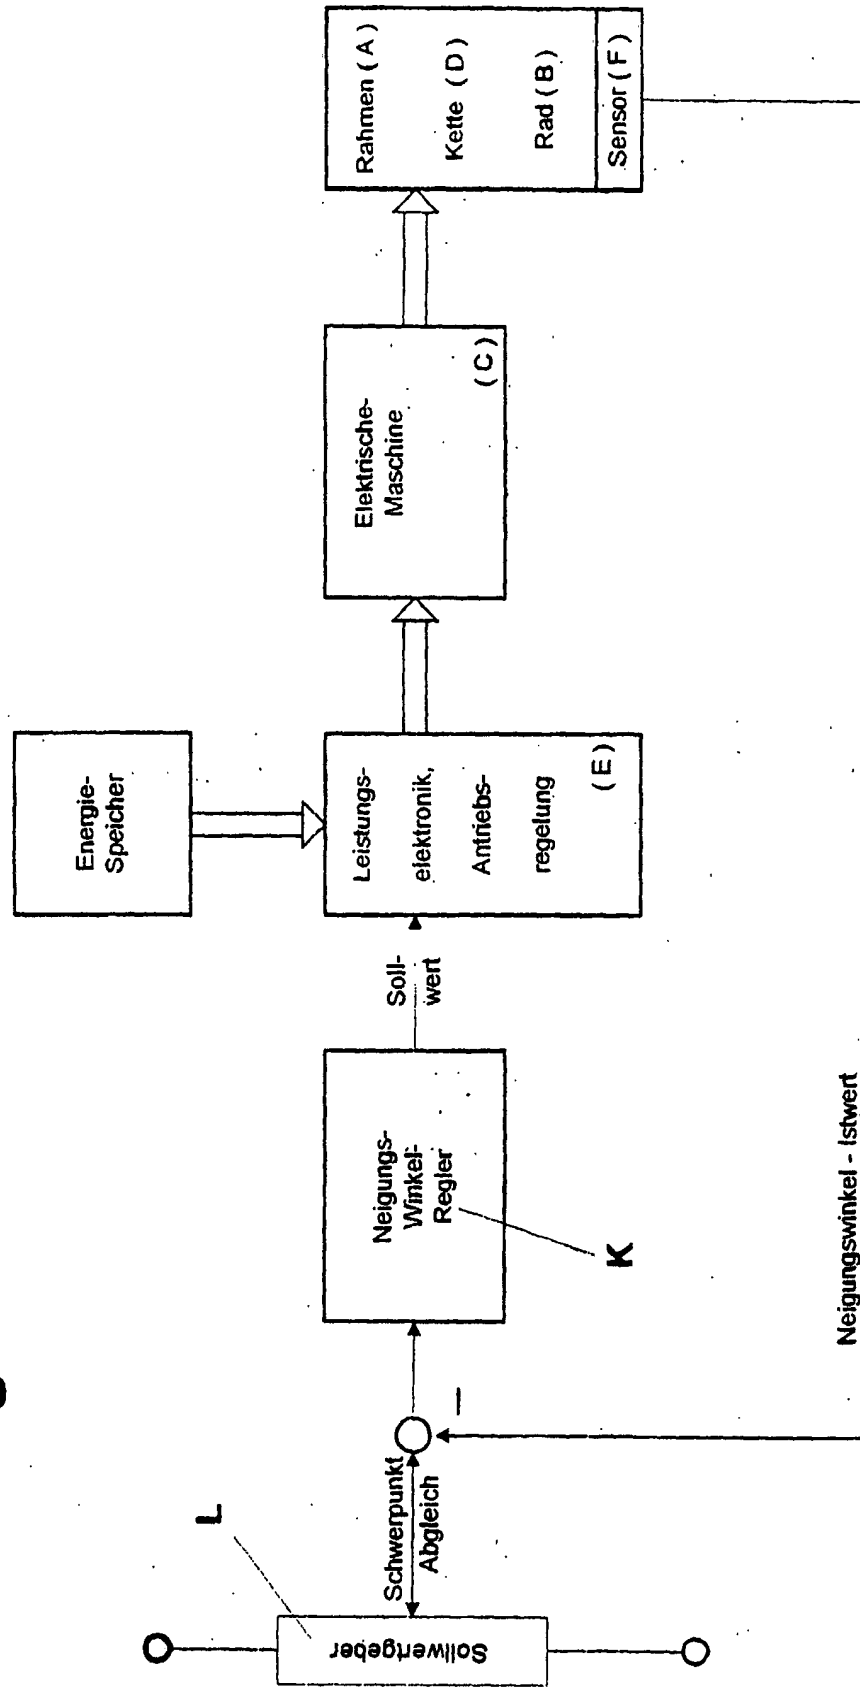 Energie-
Speicher
L
Sollwertgeber
Schwerpunkt
Abgleich
—
Neigungs-
Winkel-
Regler
K
Soll-
wert
Leistungs-
elektronik,
Antriebs-
regelung
( E )
Elektrische-
Maschine
( C )
Rahmen ( A )
Kette ( D )
Rad ( B )
Sensor ( F )
Neigungswinkel - Istwert